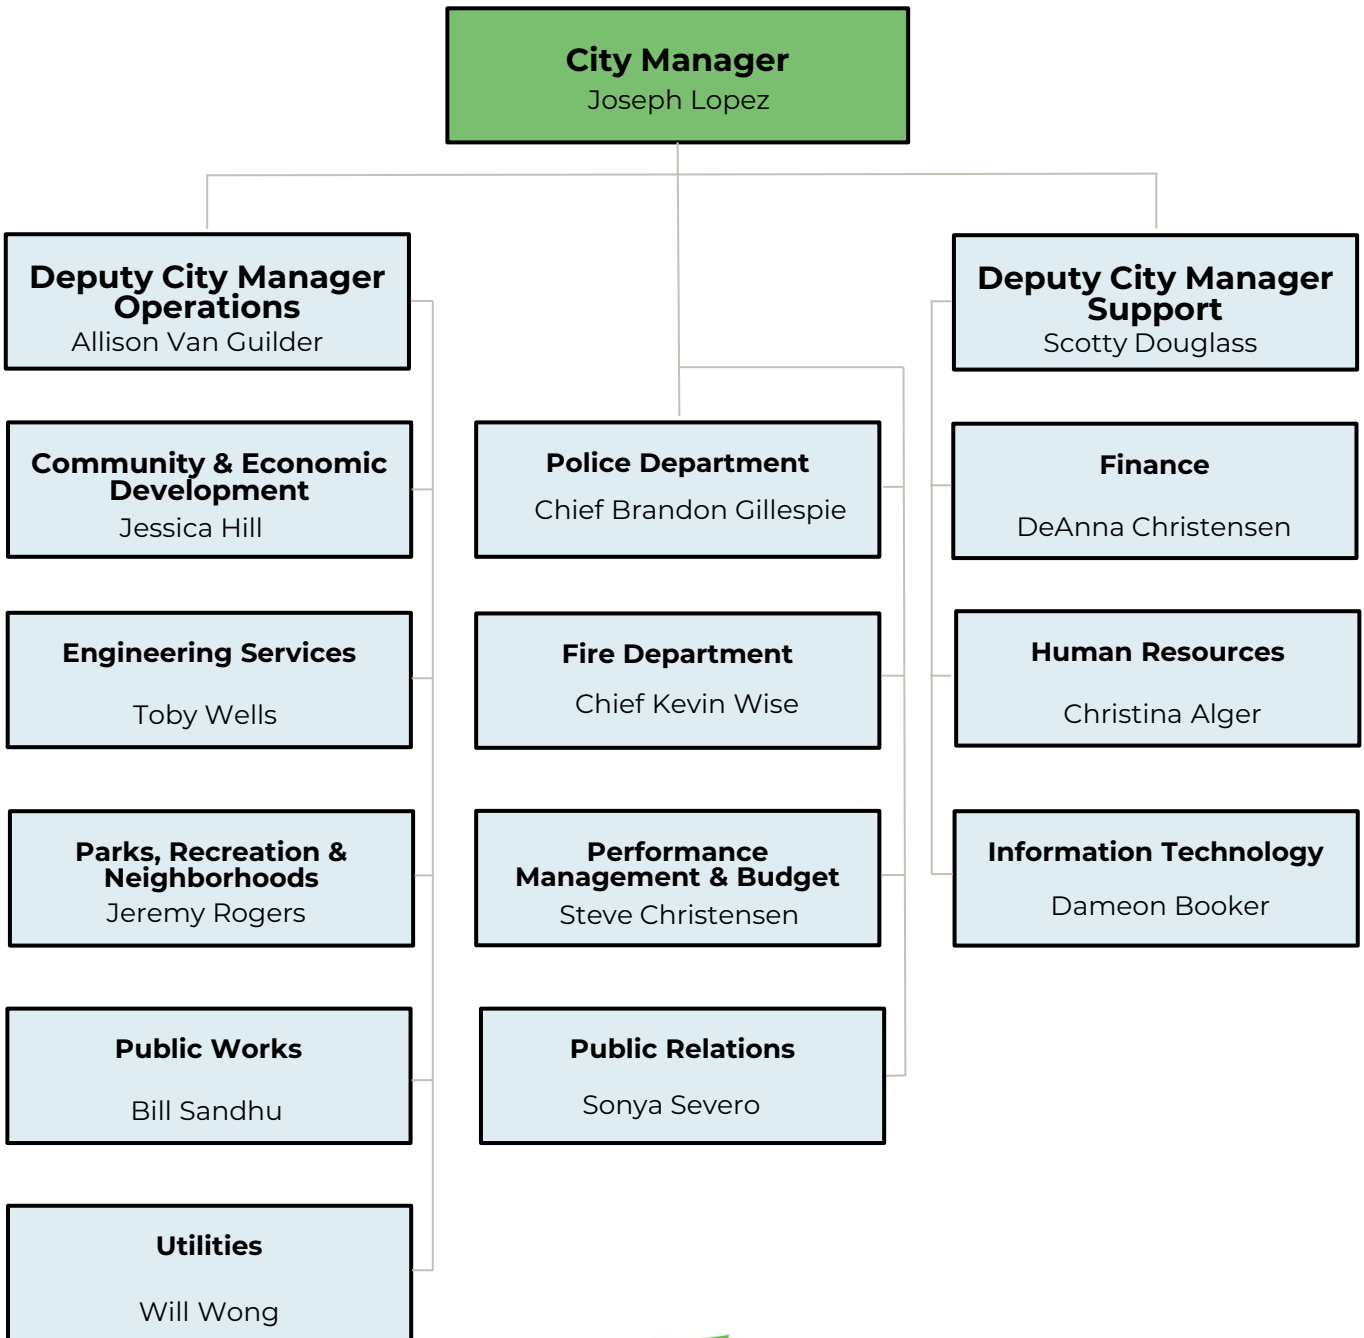 City Manager
Joseph Lopez
Deputy City Manager
Operations
Allison Van Guilder
Deputy City Manager
Support
Scotty Douglass
Community & Economic
Development
Jessica Hill
Police Department
Chief Brandon Gillespie
Finance
DeAnna Christensen
Engineering Services
Toby Wells
Fire Department
Chief Kevin Wise
Human Resources
Christina Alger
Parks, Recreation &
Neighborhoods
Jeremy Rogers
Performance
Management & Budget
Steve Christensen
Information Technology
Dameon Booker
Public Works
Bill Sandhu
Public Relations
Sonya Severo
Utilities
Will Wong